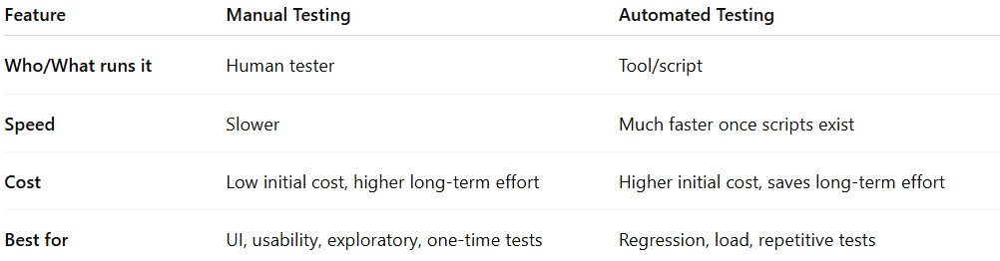 Feature Manual Testing Automated Testing
Who/What runs it Human tester Tool/script
Speed Slower Much faster once scripts exist
Cost Low initial cost, higher long-term effort Higher initial cost, saves long-term effort
Best for UI, usability, exploratory, one-time tests Regression, load, repetitive tests